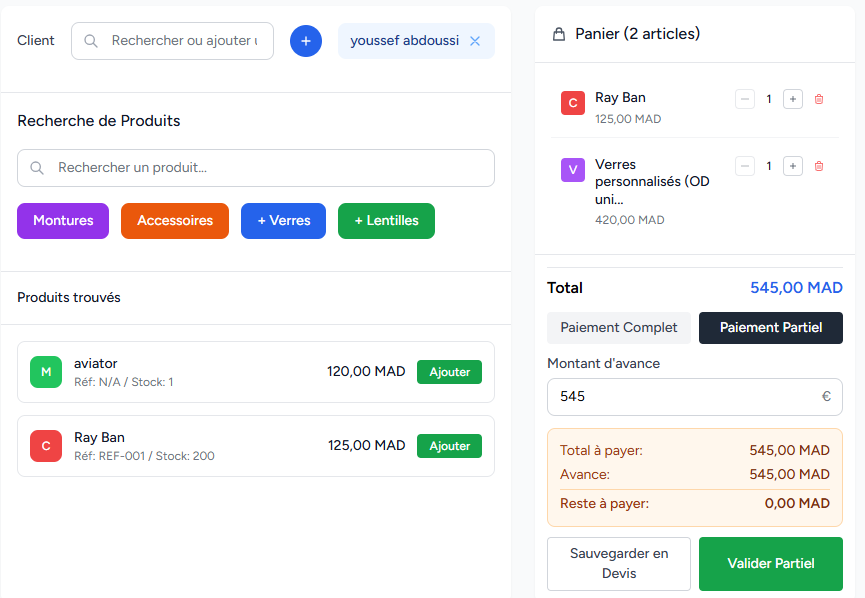 Client
Rechercher ou ajouter u
+
youssef abdoussi ×
Recherche de Produits
Rechercher un produit...
Montures
Accessoires
+ Verres
+ Lentilles
Produits trouvés
M
aviator
Réf: N/A / Stock: 1
120,00 MAD
Ajouter
C
Ray Ban
Réf: REF-001 / Stock: 200
125,00 MAD
Ajouter
Panier (2 articles)
C
Ray Ban
125,00 MAD
− 1 +
V
Verres
personnalisés (OD
uni...
420,00 MAD
− 1 +
Total 545,00 MAD
Paiement Complet
Paiement Partiel
Montant d'avance
545 €
Total à payer: 545,00 MAD
Avance: 545,00 MAD
Reste à payer: 0,00 MAD
Sauvegarder en
Devis
Valider Partiel